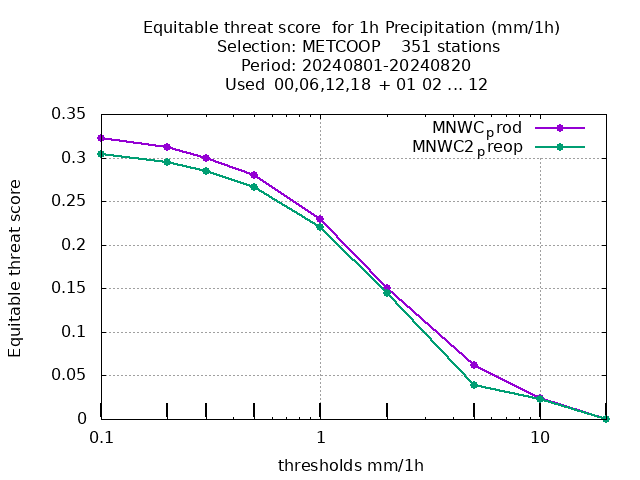 Equitable threat score  for 1h Precipitation (mm/1h)
Selection: METCOOP    351 stations
Period: 20240801-20240820
Used  00,06,12,18 + 01 02 ... 12
MNWCprod
MNWC2preop
0.35
0.3
0.25
0.2
0.15
0.1
0.05
0
Equitable threat score
0.1
1
10
thresholds mm/1h